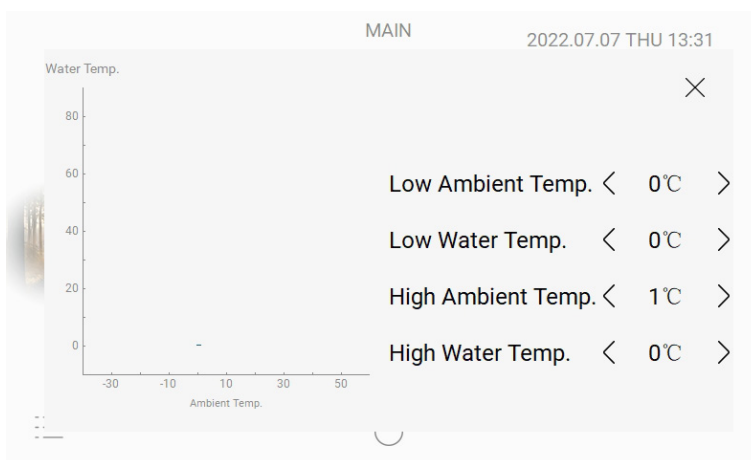 MAIN
2022.07.07 THU 13:31
Water Temp.
80
60
40
20
0
-30 -10 10 30 50
Ambient Temp.
Low Ambient Temp. < 0℃ >
Low Water Temp. < 0℃ >
High Ambient Temp. < 1℃ >
High Water Temp. < 0℃ >